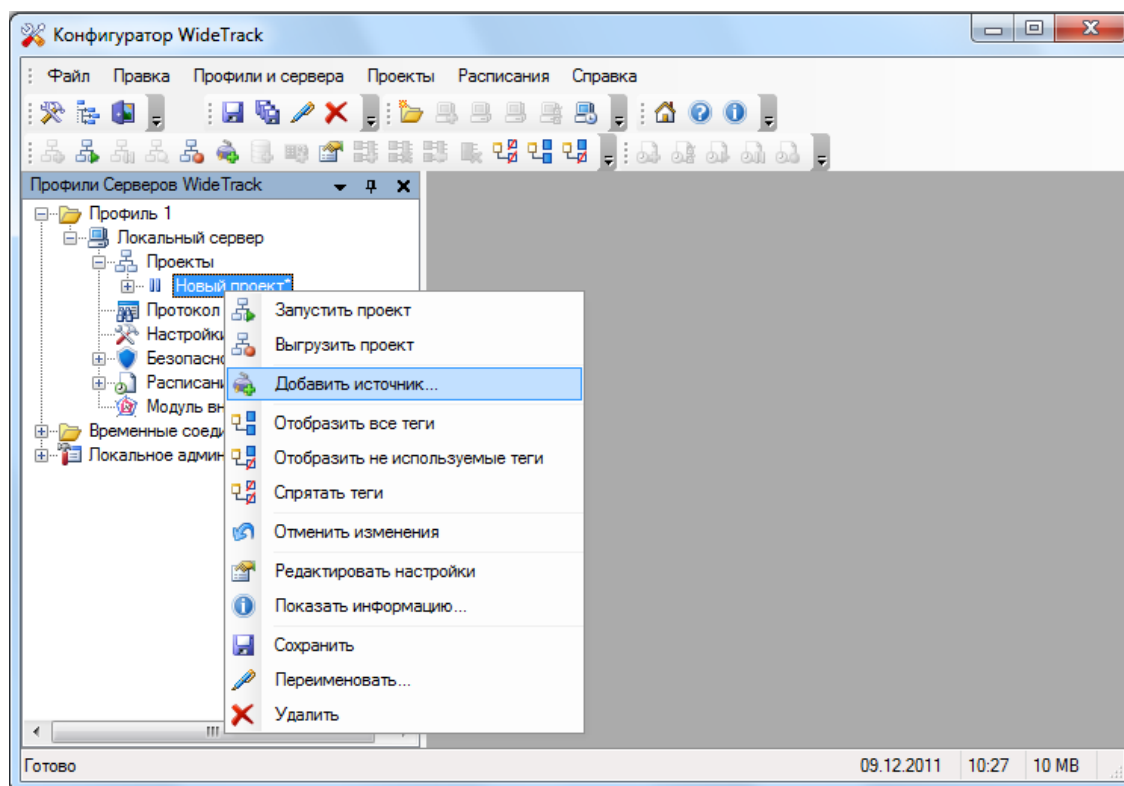 Конфигуратор WideTrack
Файл Правка Профили и сервера Проекты Расписания Справка
Профили Серверов WideTrack
Профиль 1
Локальный сервер
Проекты
Новый проект*
Протокол
Настройки
Безопасно
Расписани
Модуль вн
Временные соеди
Локальное админ
Запустить проект
Выгрузить проект
Добавить источник...
Отобразить все теги
Отобразить не используемые теги
Спрятать теги
Отменить изменения
Редактировать настройки
Показать информацию...
Сохранить
Переименовать...
Удалить
Готово 09.12.2011 10:27 10 MB